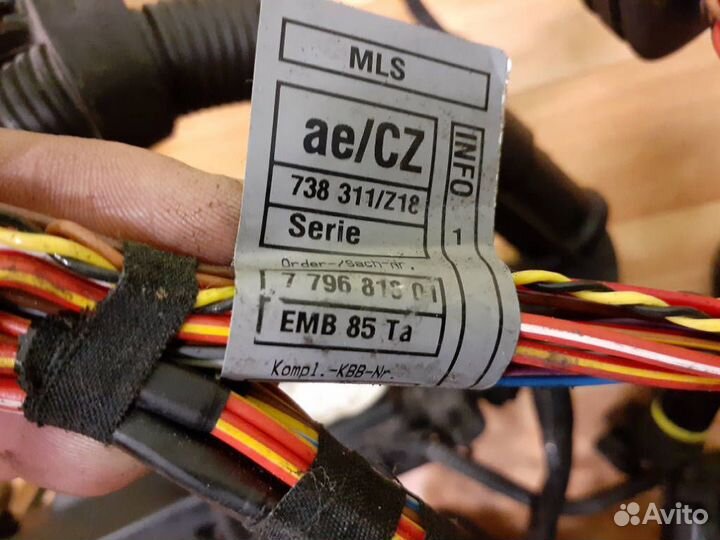 MLS
ae/CZ
738 311/Z18
Serie
INFO
1
Order-/Sach-Nr.
7 796 818 01
EMB 85 Ta
Kompl.-KBB-Nr.
Avito